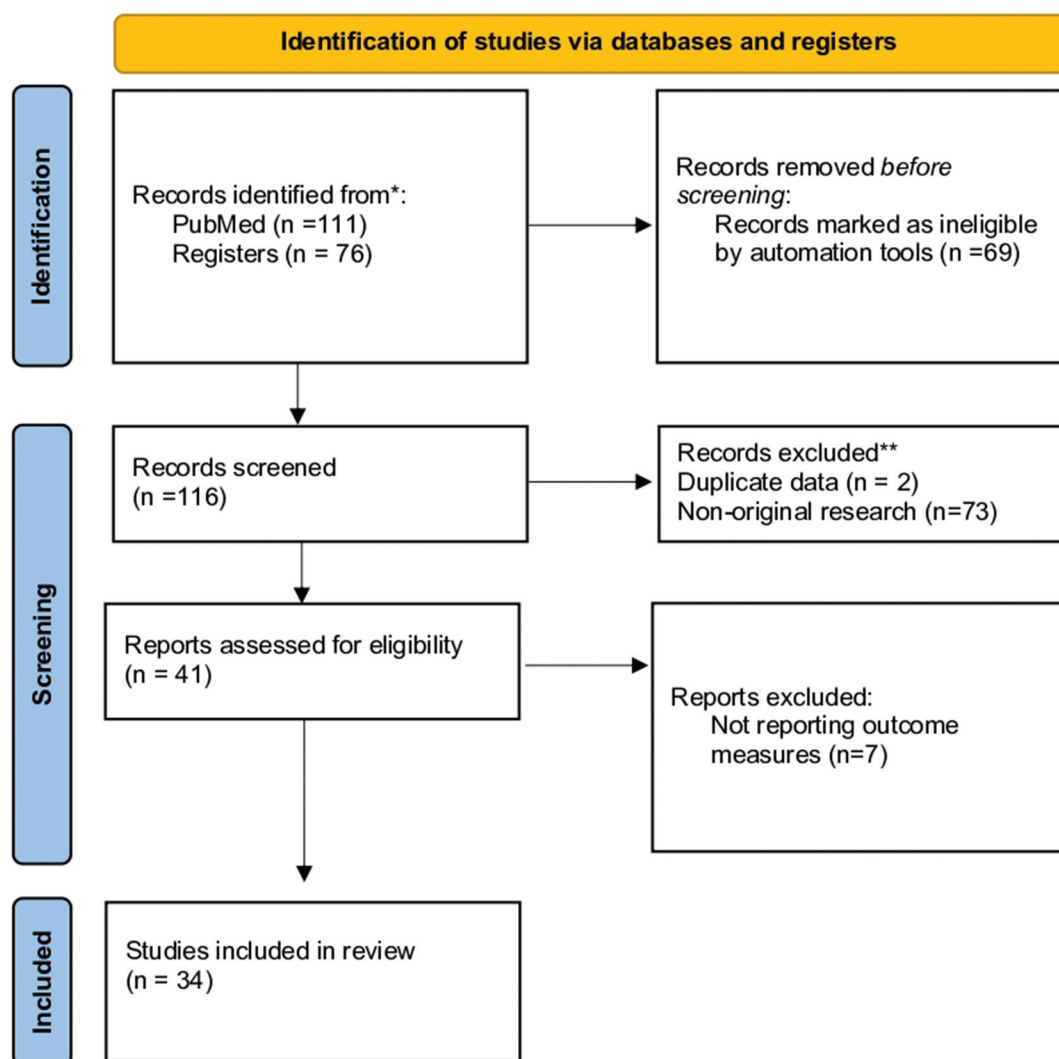 Identification of studies via databases and registers
Identification
Records identified from*:
PubMed (n =111)
Registers (n = 76)
Records removed before
screening:
Records marked as ineligible
by automation tools (n =69)
Screening
Records screened
(n =116)
Records excluded**
Duplicate data (n = 2)
Non-original research (n=73)
Reports assessed for eligibility
(n = 41)
Reports excluded:
Not reporting outcome
measures (n=7)
Included
Studies included in review
(n = 34)